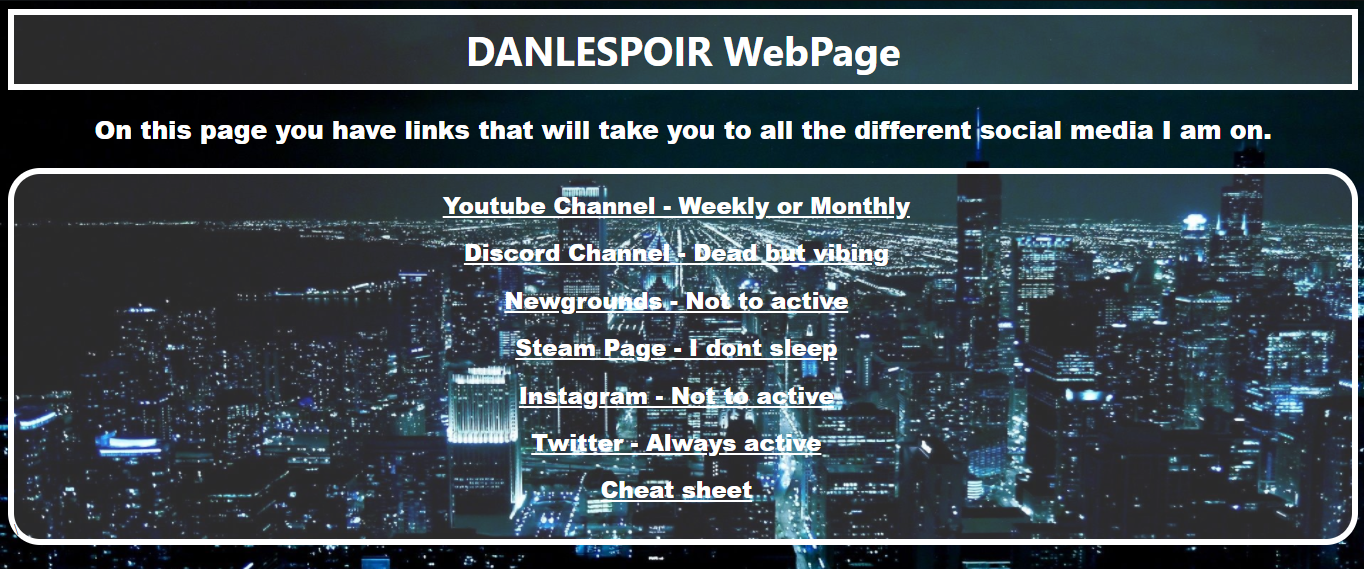 DANLESPOIR WebPage
On this page you have links that will take you to all the different social media I am on.
Youtube Channel - Weekly or Monthly
Discord Channel - Dead but vibing
Newgrounds - Not to active
Steam Page - I dont sleep
Instagram - Not to active
Twitter - Always active
Cheat sheet